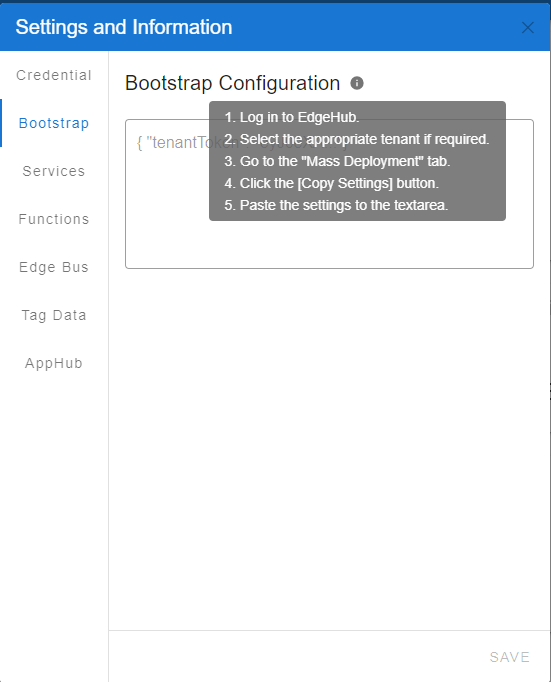 Settings and Information
Credential
Bootstrap
Services
Functions
Edge Bus
Tag Data
AppHub
Bootstrap Configuration
{ "tenantToken
1. Log in to EdgeHub.
2. Select the appropriate tenant if required.
3. Go to the "Mass Deployment" tab.
4. Click the [Copy Settings] button.
5. Paste the settings to the textarea.
SAVE